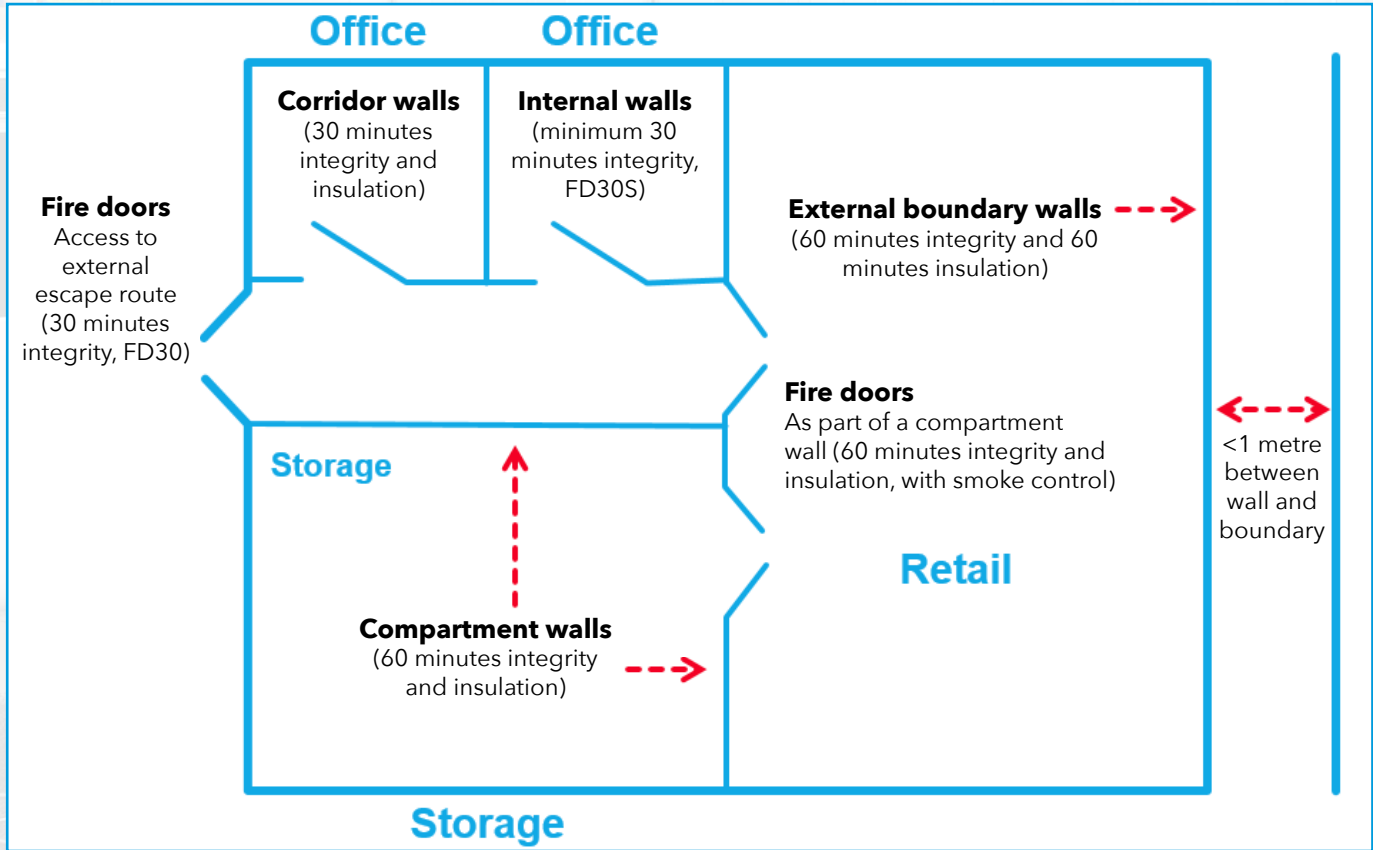 Office
Office
Corridor walls
(30 minutes
integrity and
insulation)
Internal walls
(minimum 30
minutes integrity,
FD30S)
Fire doors
Access to
external
escape route
(30 minutes
integrity, FD30)
External boundary walls
(60 minutes integrity and 60
minutes insulation)
Fire doors
As part of a compartment
wall (60 minutes integrity and
insulation, with smoke control)
<1 metre
between
wall and
boundary
Storage
Retail
Compartment walls
(60 minutes integrity
and insulation)
Storage